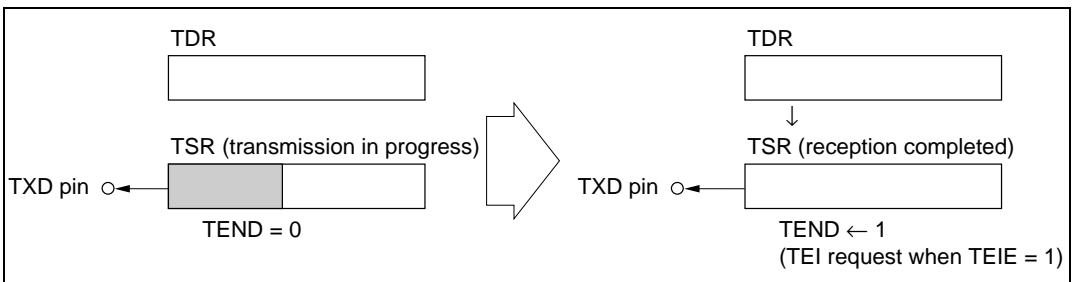 TDR
TSR (transmission in progress)
TXD pin
TEND = 0
TDR
↓
TSR (reception completed)
TXD pin
TEND ← 1
(TEI request when TEIE = 1)